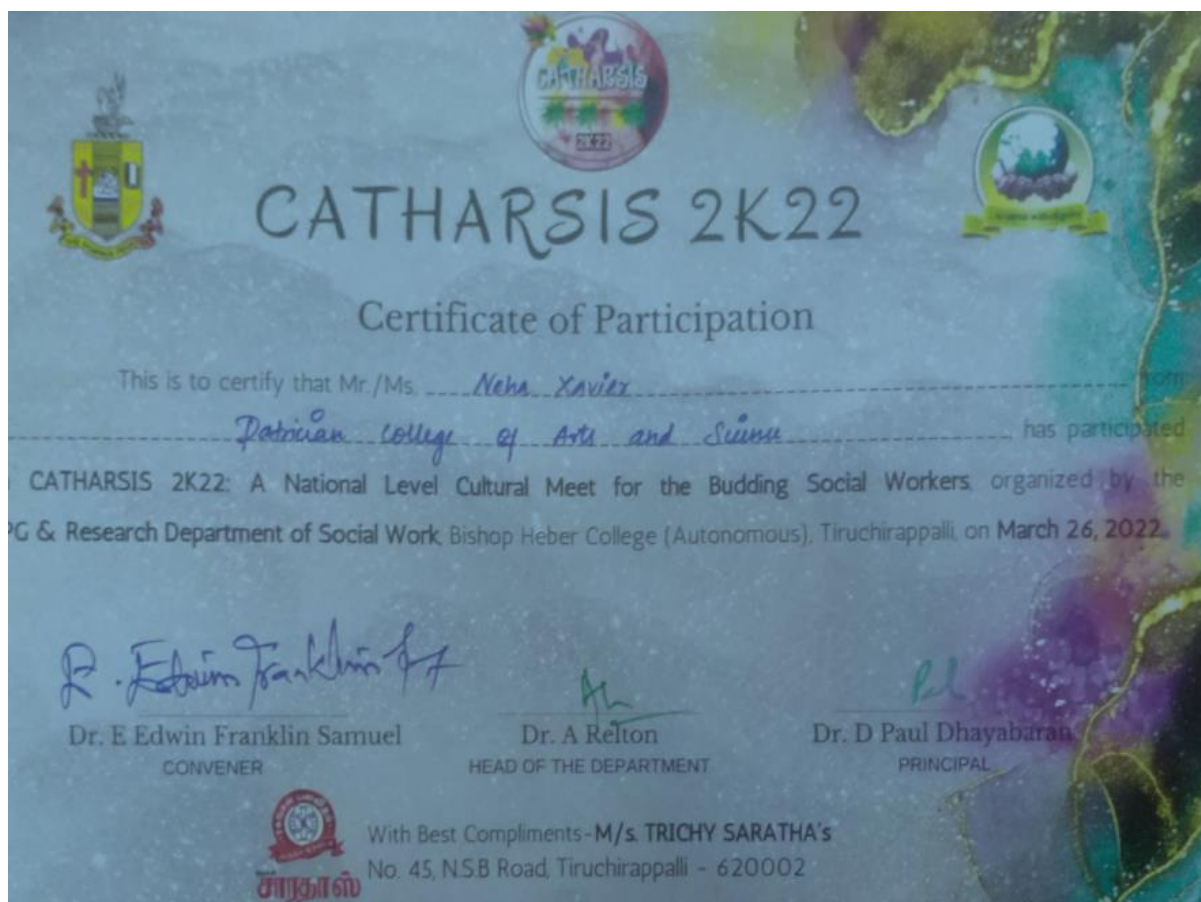 CATHARSIS
2K22
CATHARSIS 2K22
Certificate of Participation
This is to certify that Mr./Ms. Neha Xavier from
Patrician College of Arts and Science has participated
CATHARSIS 2K22: A National Level Cultural Meet for the Budding Social Workers organized by the
PG & Research Department of Social Work, Bishop Heber College (Autonomous), Tiruchirappalli, on March 26, 2022.
R. Edwin Franklin
Dr. E Edwin Franklin Samuel
CONVENER
Dr. A Relton
HEAD OF THE DEPARTMENT
Dr. D Paul Dhayabaran
PRINCIPAL
With Best Compliments-M/s. TRICHY SARATHA's
No. 45, N.S.B Road, Tiruchirappalli - 620002
சாரதாஸ்